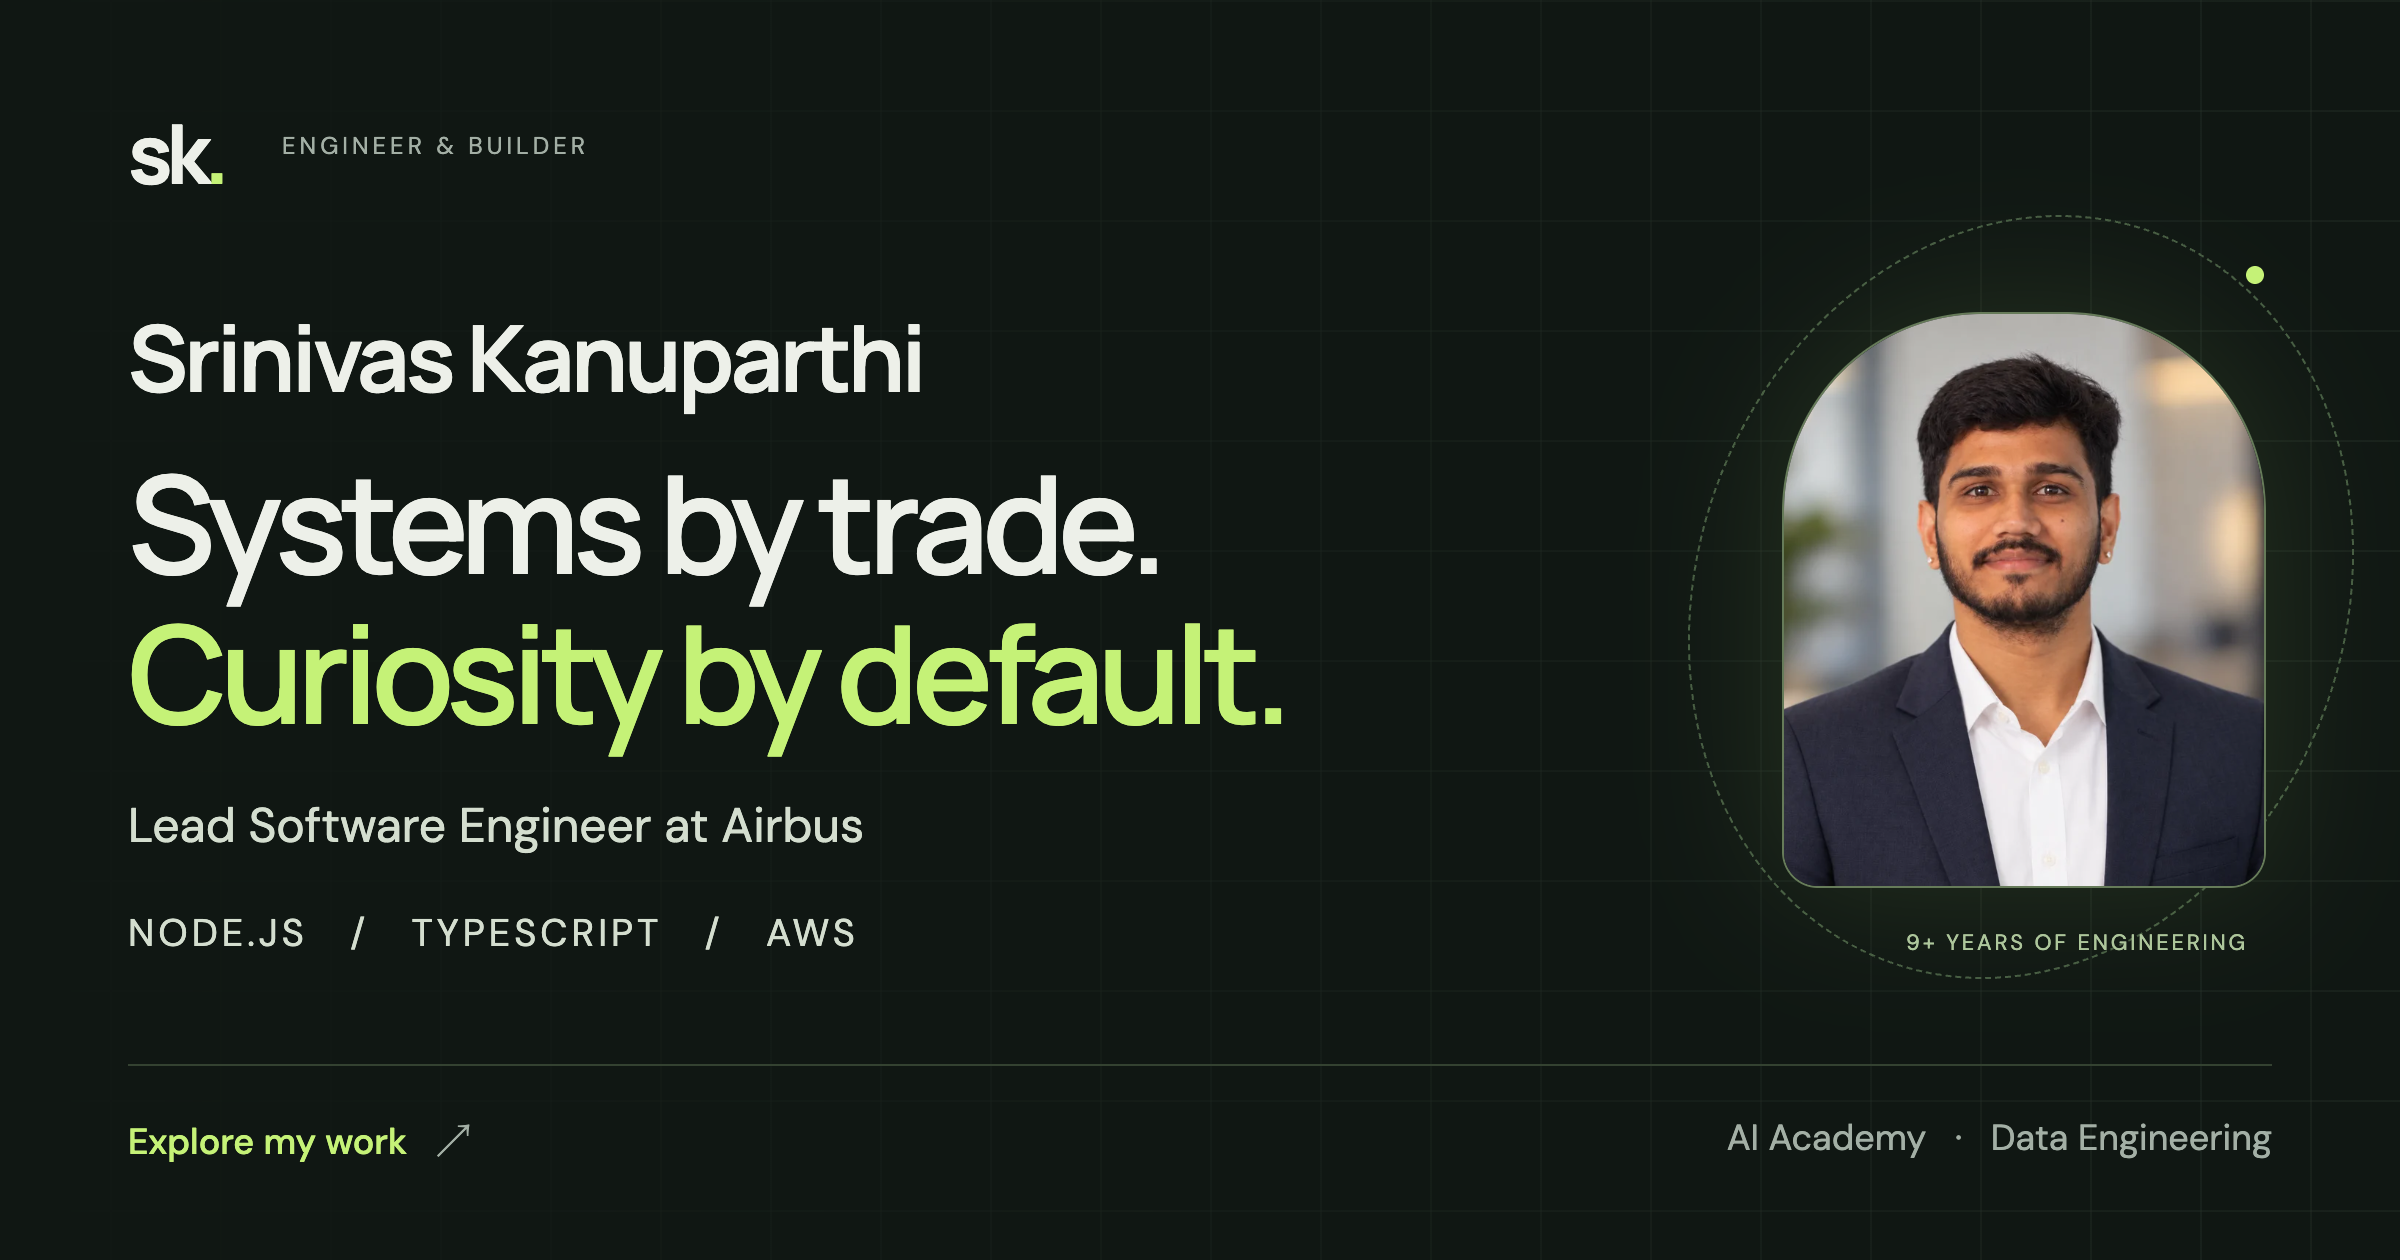 sk.
ENGINEER & BUILDER
Srinivas Kanuparthi
Systems by trade.
Curiosity by default.
Lead Software Engineer at Airbus
NODE.JS / TYPESCRIPT / AWS
9+ YEARS OF ENGINEERING
Explore my work ↗
AI Academy · Data Engineering